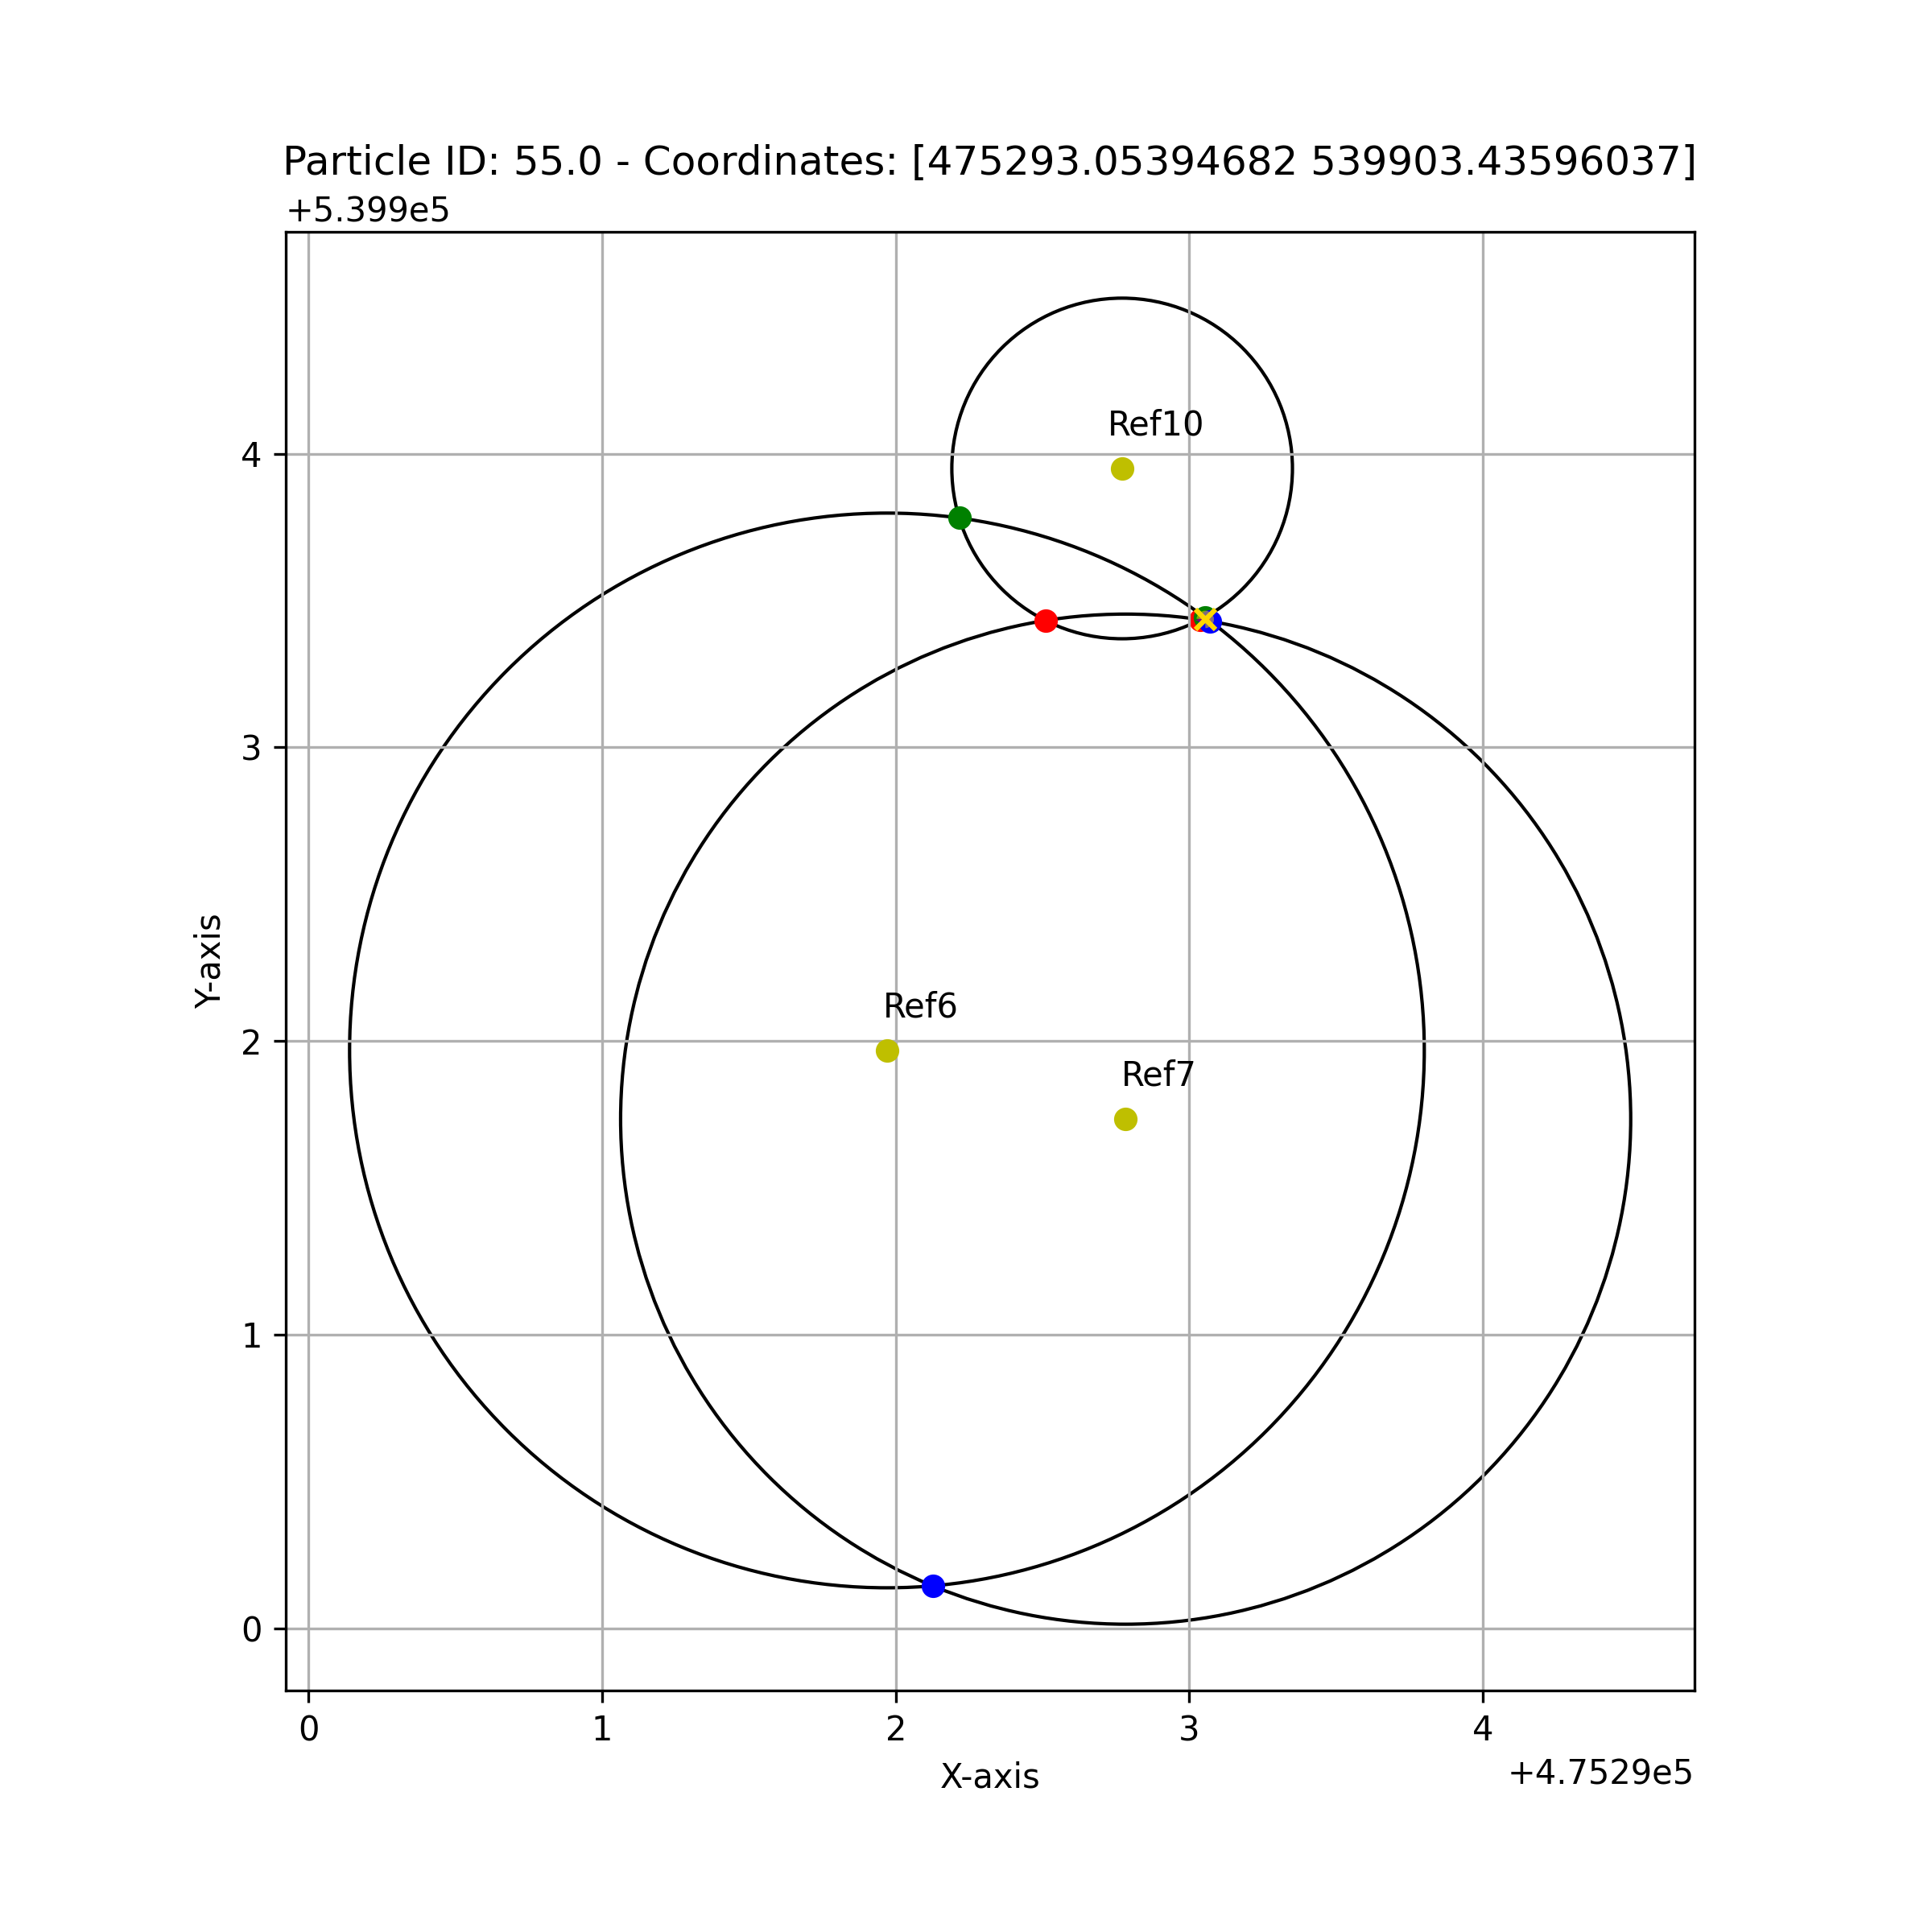 Particle ID: 55.0 - Coordinates: [475293.05394682 539903.43596037]
+5.399e5
Ref10
4
3
Ref6
2
Ref7
Y-axis
1
0
0 1 2 3 4
X-axis
+4.7529e5